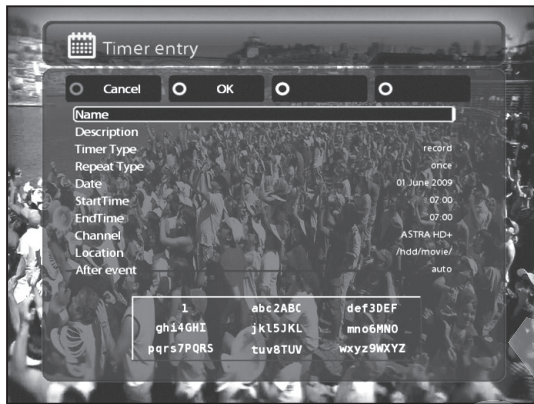 Timer entry
Cancel OK
Name
Description
Timer Type record
Repeat Type once
Date 01 June 2009
StartTime 07:00
EndTime 07:00
Channel ASTRA HD+
Location /hdd/movie/
After event auto
1 abc2ABC def3DEF
ghi4GHI jkl5JKL mno6MNO
pqrs7PQRS tuv8TUV wxyz9WXYZ